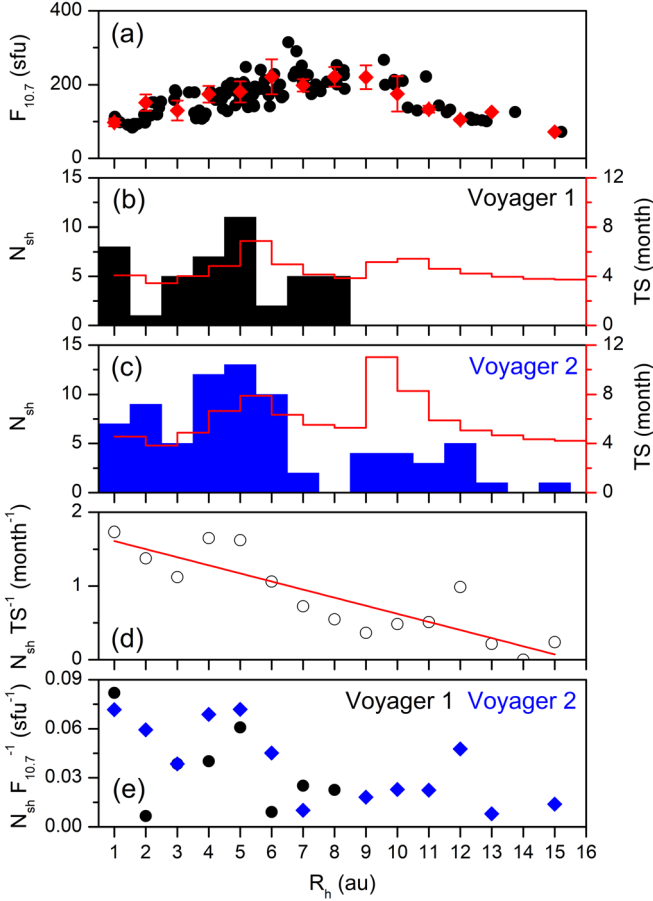 400
(a)
F10.7 (sfu)
200
0
15
12
(b)
Voyager 1
10
8
Nsh
TS (month)
5
4
0
0
15
12
(c)
Voyager 2
10
8
Nsh
TS (month)
5
4
0
0
2
Nsh TS-1 (month-1)
1
(d)
0
0.09
Voyager 1 Voyager 2
Nsh F10.7-1 (sfu-1)
0.06
0.03
(e)
0.00
1 2 3 4 5 6 7 8 9 10 11 12 13 14 15 16
Rh (au)